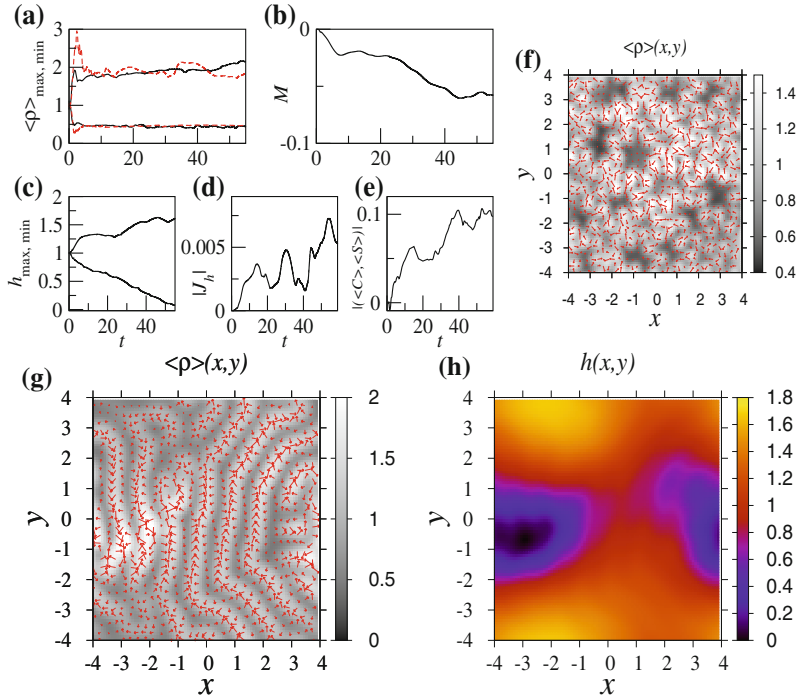 (a)
3
2
1
0
0 20 40
<ρ> max, min
(b)
0
-0.1
0 20 40
M
(f)
<ρ>(x,y)
4
3
2
1
0
-1
-2
-3
-4
-4 -3 -2 -1 0 1 2 3 4
x
y
1.4
1.2
1
0.8
0.6
0.4
(c)
2
1.5
1
0.5
0
0 20 40
t
h max, min
(d)
0.005
0 20 40
t
|J_h|
(e)
0.1
0
0 20 40
t
|(<C>,<S>)|
(g)
<ρ>(x,y)
4
3
2
1
0
-1
-2
-3
-4
-4 -3 -2 -1 0 1 2 3 4
x
y
2
1.5
1
0.5
0
(h)
h(x,y)
4
3
2
1
0
-1
-2
-3
-4
-4 -3 -2 -1 0 1 2 3 4
x
y
1.8
1.6
1.4
1.2
1
0.8
0.6
0.4
0.2
0